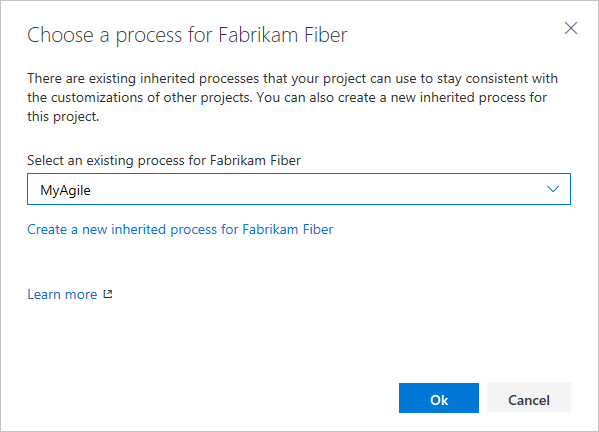 Choose a process for Fabrikam Fiber
There are existing inherited processes that your project can use to stay consistent with
the customizations of other projects. You can also create a new inherited process for
this project.
Select an existing process for Fabrikam Fiber
MyAgile
Create a new inherited process for Fabrikam Fiber
Learn more
Ok
Cancel